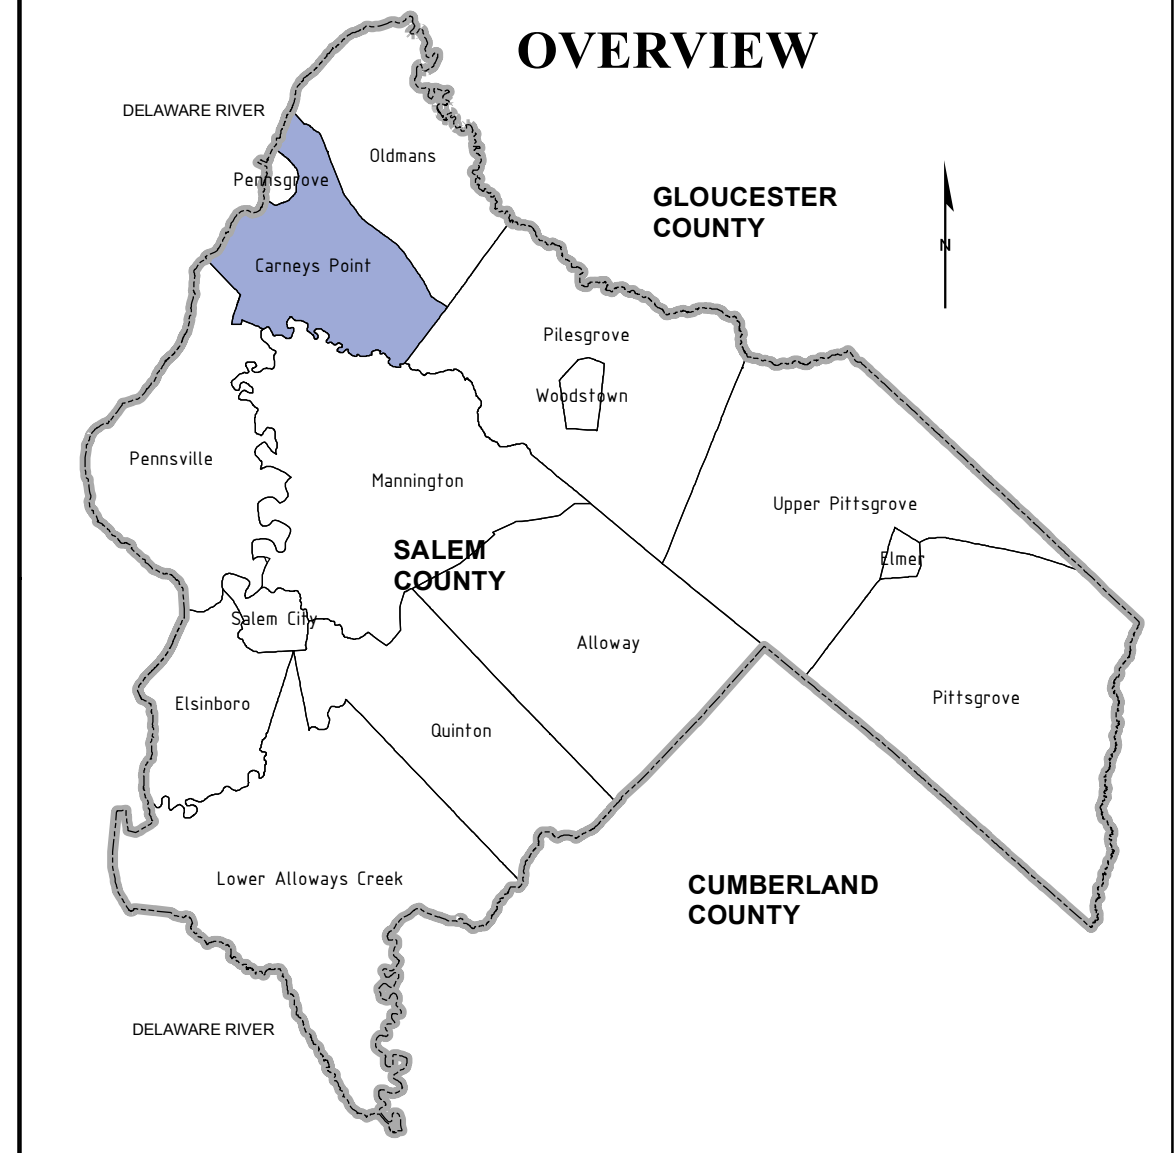 OVERVIEW
DELAWARE RIVER
Oldmans
Pennsgrove
GLOUCESTER
COUNTY
N
Carneys Point
Pilesgrove
Woodstown
Pennsville
Mannington
Upper Pittsgrove
SALEM
COUNTY
Elmer
Salem City
Alloway
Elsinboro
Pittsgrove
Quinton
Lower Alloways Creek
CUMBERLAND
COUNTY
DELAWARE RIVER